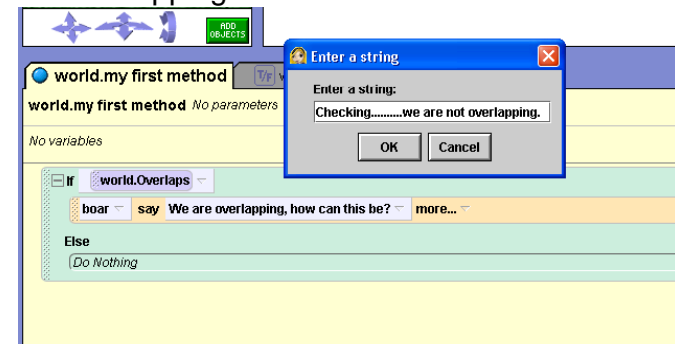 ADD
OBJECTS
Enter a string
world.my first method
T/F
world.my first method No parameters
Enter a string:
Checking..........we are not overlapping.
No variables
OK Cancel
If world.Overlaps
boar say We are overlapping, how can this be? more...
Else
Do Nothing